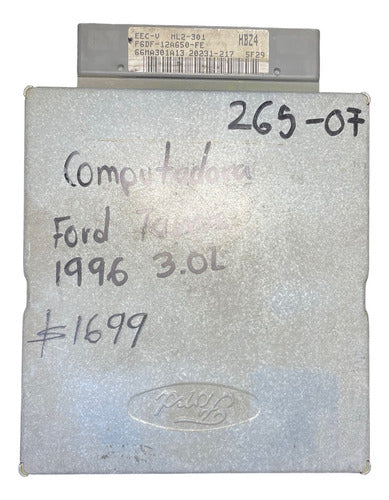 EEC-V ML2-301
F6DF-12A650-FE
66MA301A13 20231-217 5F29
HBZ4
265-07
Computadora
Ford
1996 3.0L
$1699
Ford